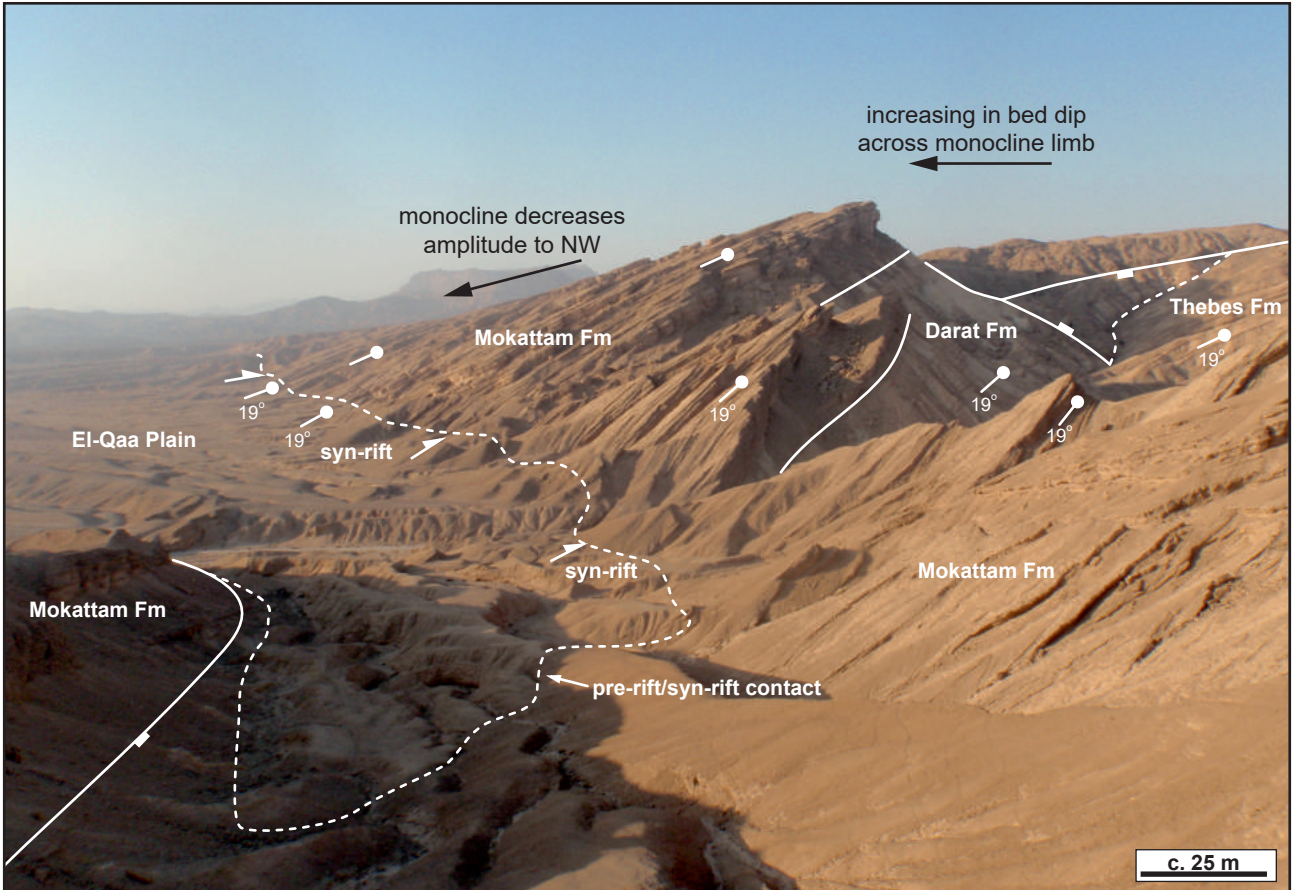 increasing in bed dip
across monocline limb
monocline decreases
amplitude to NW
Thebes Fm
Mokattam Fm
Darat Fm
19°
19°
19°
19°
19°
19°
El-Qaa Plain
syn-rift
syn-rift
Mokattam Fm
Mokattam Fm
pre-rift/syn-rift contact
c. 25 m